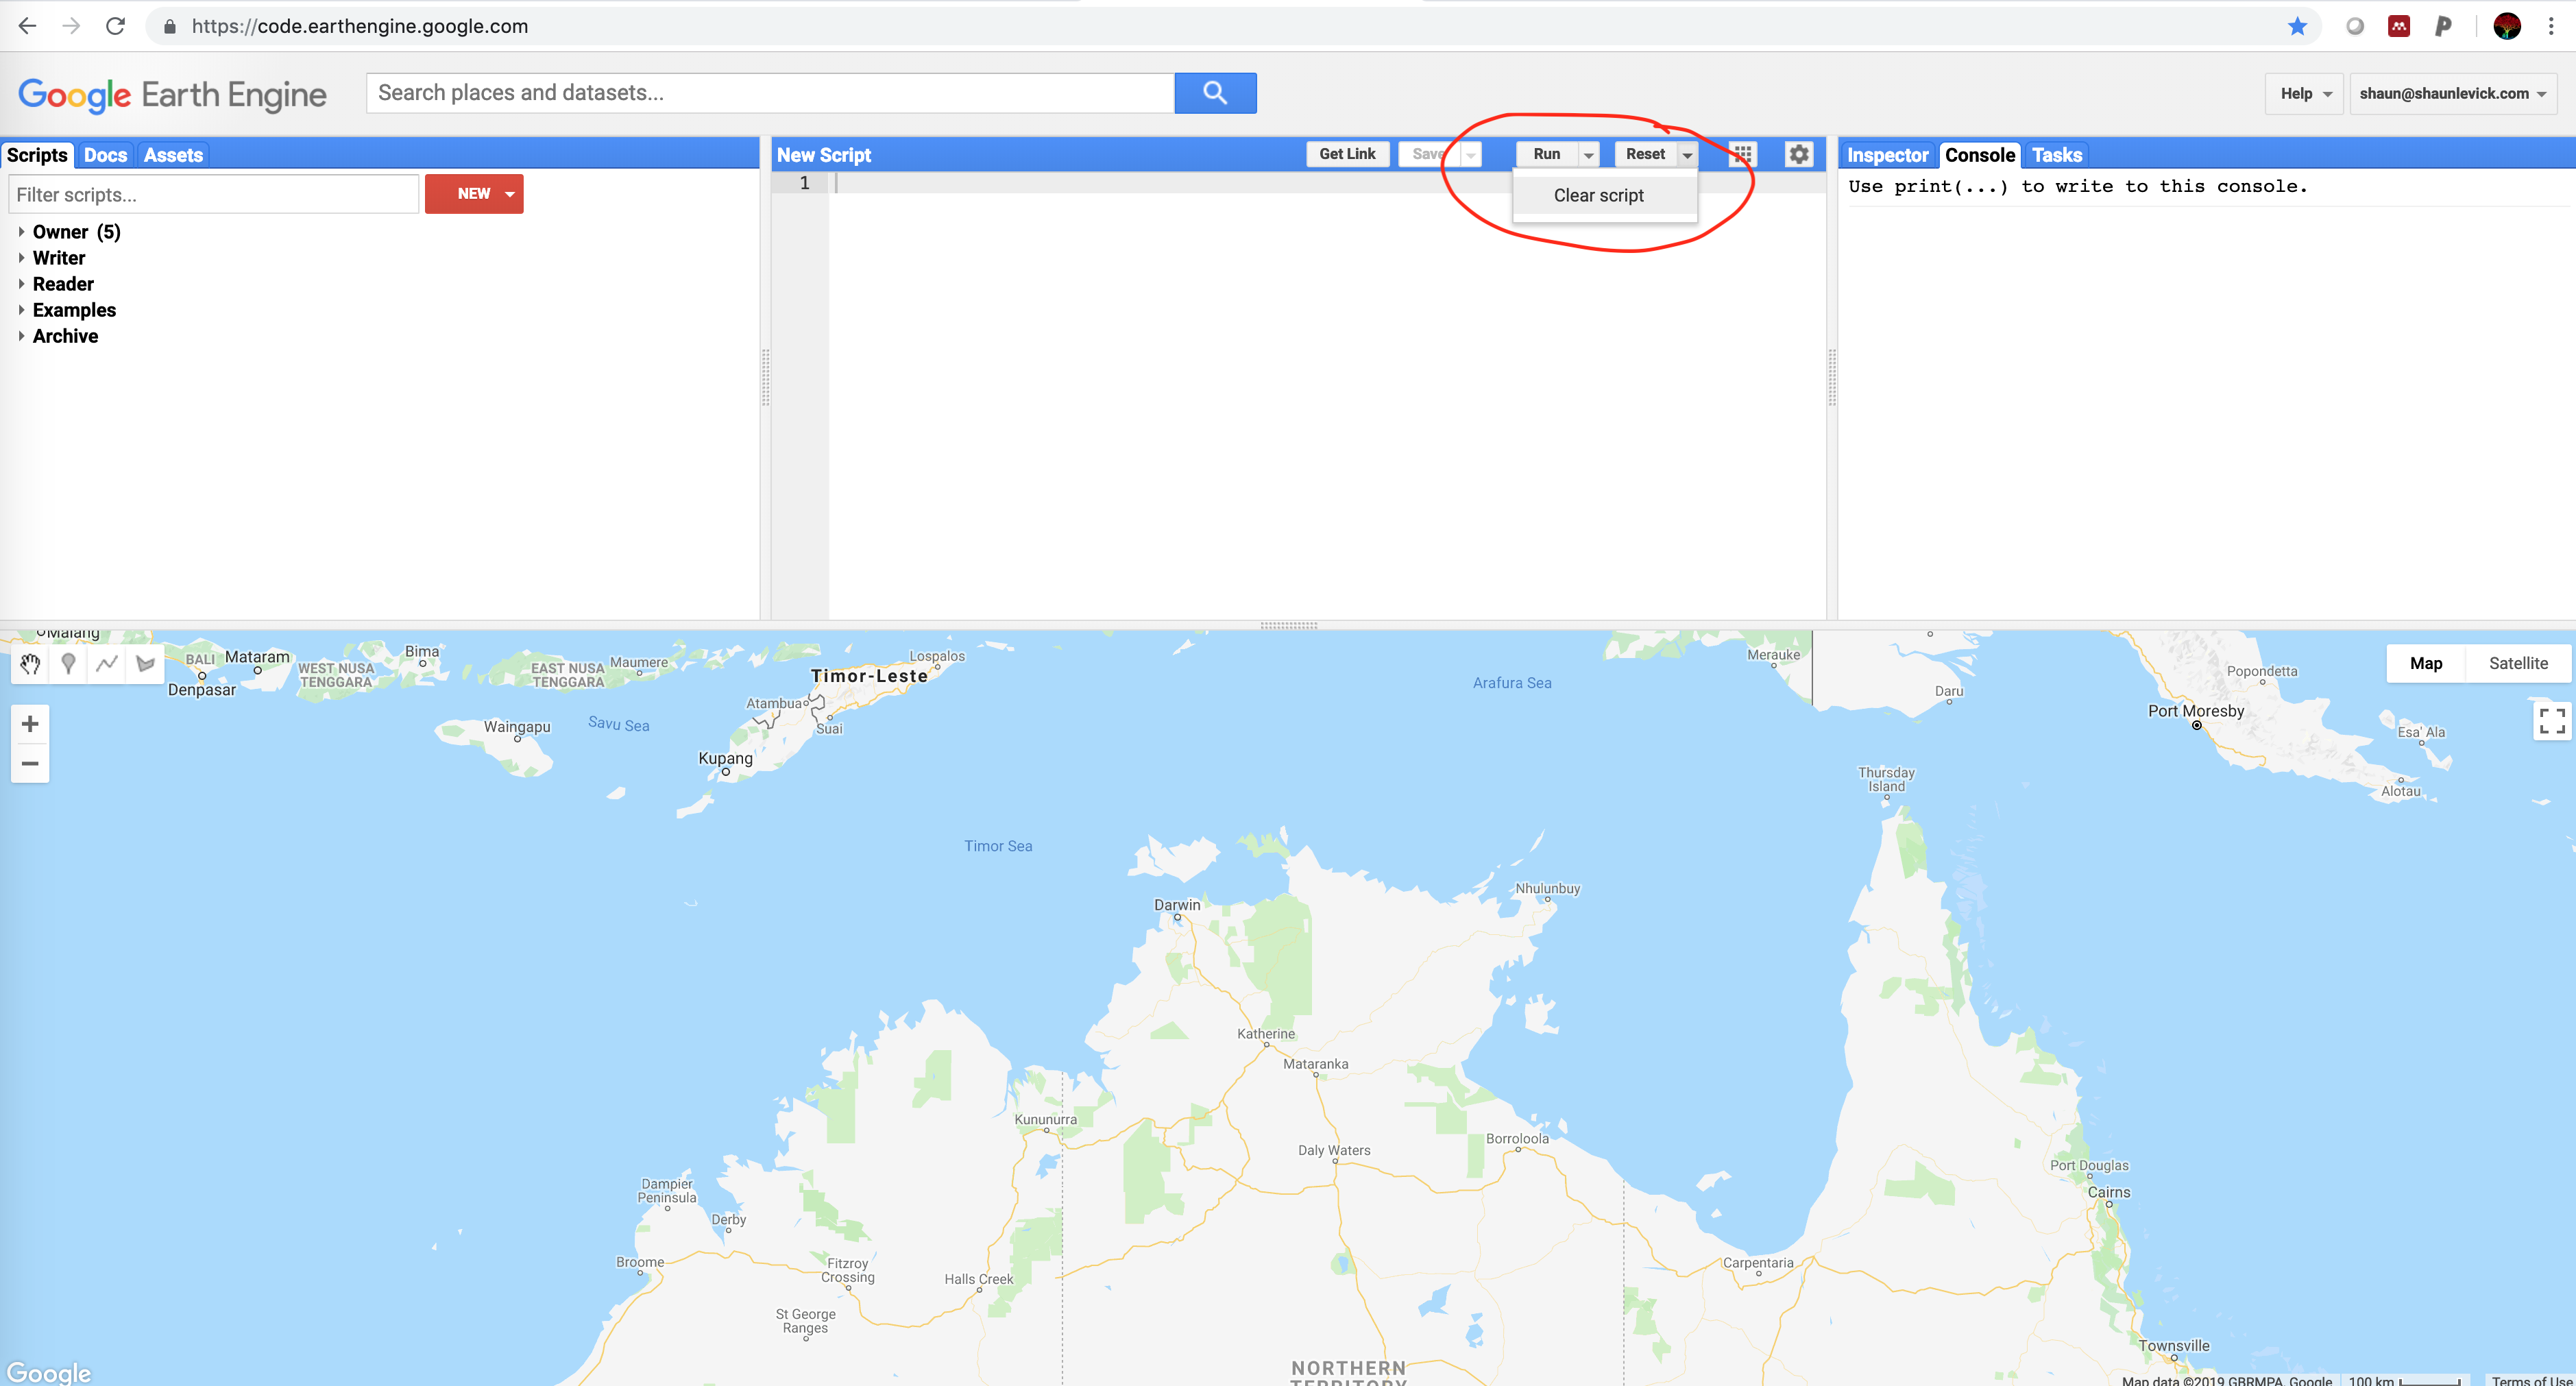 https://code.earthengine.google.com
Google Earth Engine
Search places and datasets...
Help
shaun@shaunlevick.com
Scripts Docs Assets
New Script
Get Link Save Run Reset
Inspector Console Tasks
Filter scripts...
NEW
1
Clear script
Use print(...) to write to this console.
Owner (5)
Writer
Reader
Examples
Archive
Malang
BALI
Mataram
Denpasar
WEST NUSA
TENGGARA
Bima
EAST NUSA
TENGGARA
Maumere
Lospalos
Timor-Leste
Atambua
Suai
Waingapu
Savu Sea
Kupang
Arafura Sea
Merauke
Daru
Popondetta
Port Moresby
Esa'Ala
Alotau
Map Satellite
Thursday
Island
Timor Sea
Darwin
Nhulunbuy
Katherine
Mataranka
Kununurra
Daly Waters
Borroloola
Port Douglas
Cairns
Dampier
Peninsula
Derby
Broome
Fitzroy
Crossing
Halls Creek
Carpentaria
St George
Ranges
Townsville
NORTHERN
TERRITORY
Google
Map data ©2019 GBRMPA, Google 100 km Terms of Use